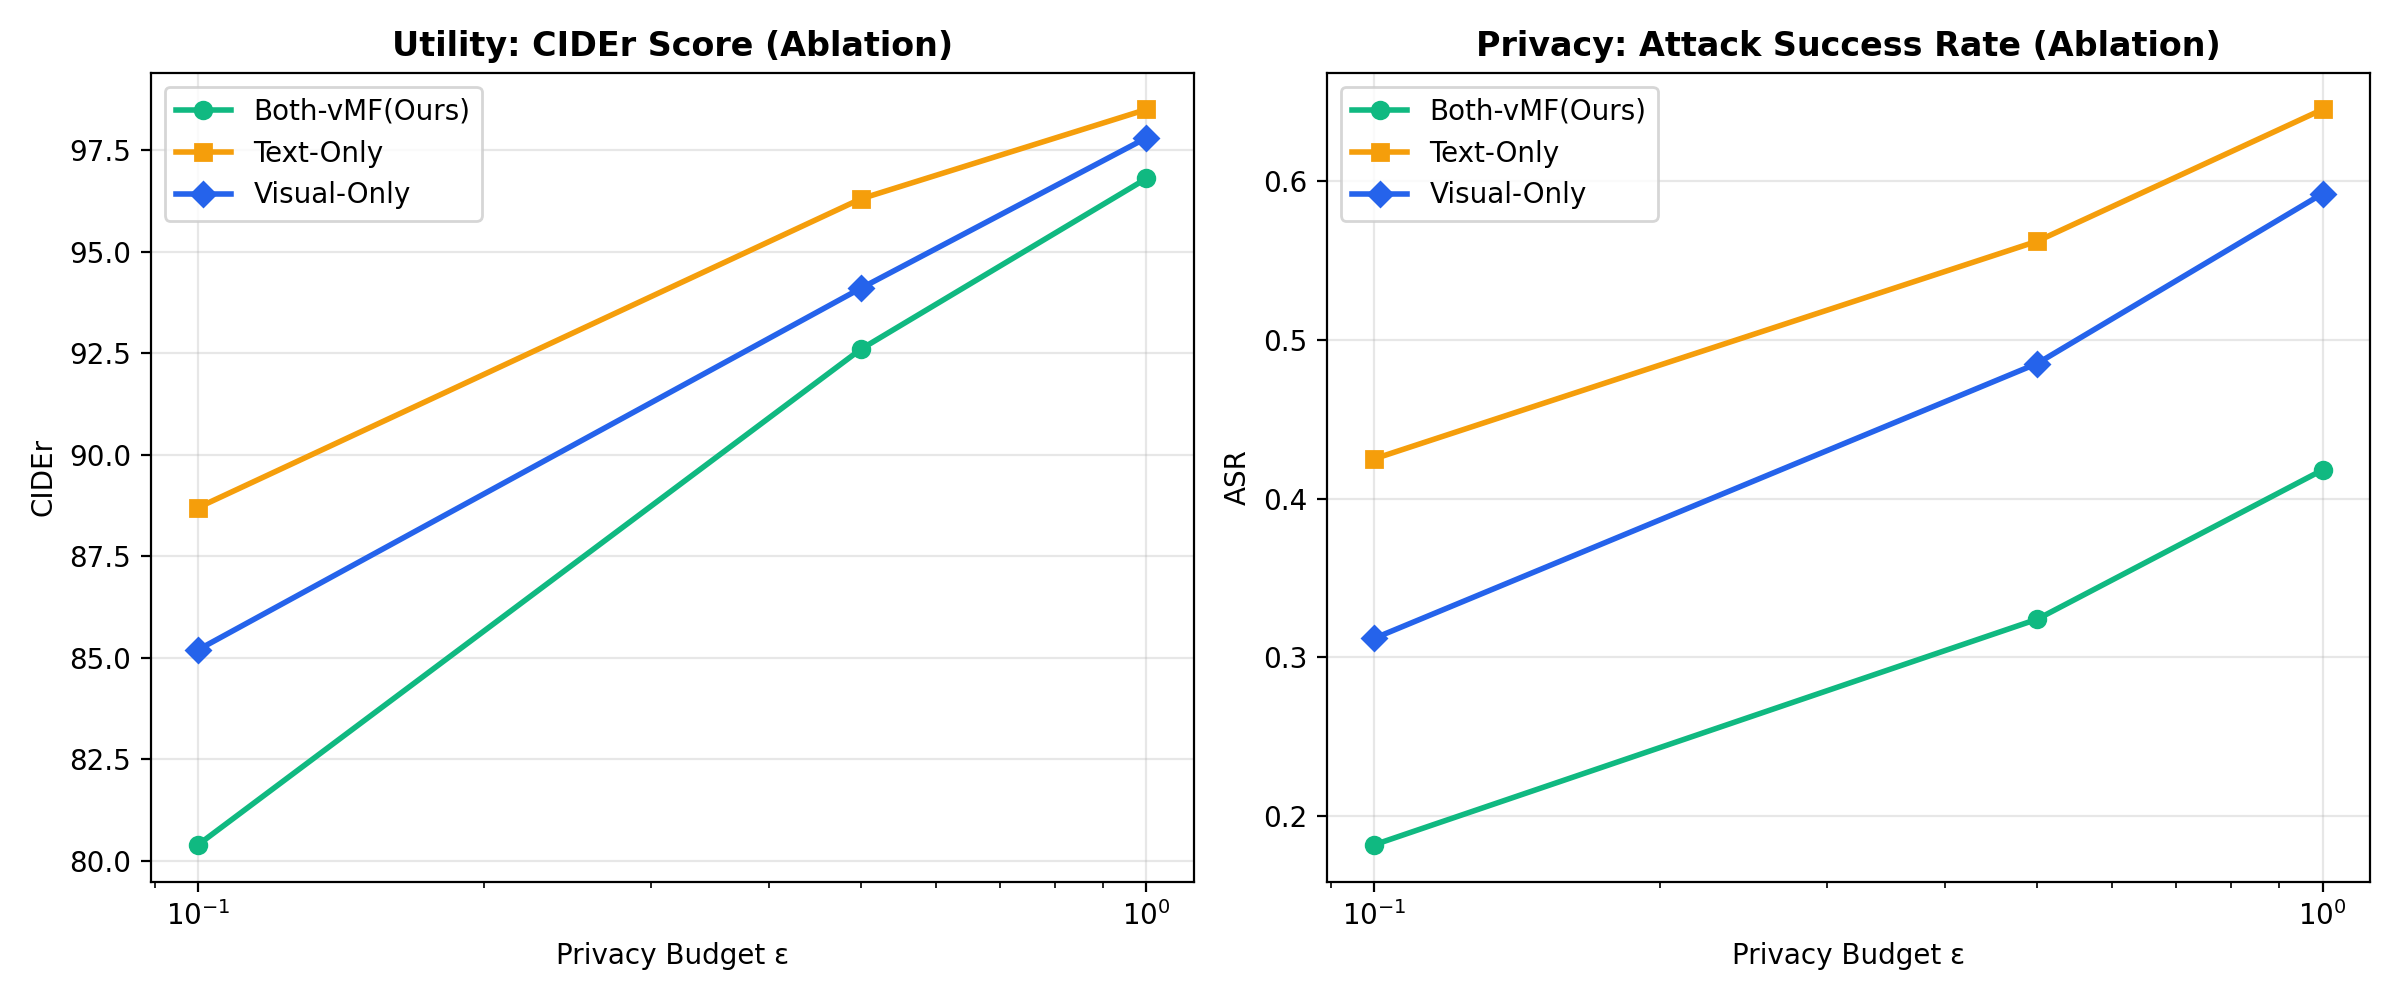 Utility: CIDEr Score (Ablation)
Both-vMF(Ours)
Text-Only
Visual-Only
97.5
95.0
92.5
90.0
87.5
85.0
82.5
80.0
CIDEr
10⁻¹
10⁰
Privacy Budget ε
Privacy: Attack Success Rate (Ablation)
Both-vMF(Ours)
Text-Only
Visual-Only
0.6
0.5
0.4
0.3
0.2
ASR
10⁻¹
10⁰
Privacy Budget ε